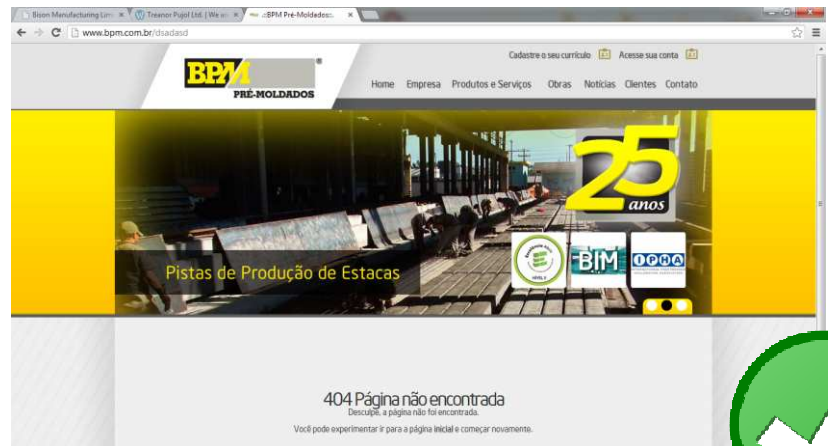 Bison Manufacturing Lim
Treanor Pujol Ltd. | We a
.::BPM Pré-Moldados::.
www.bpm.com.br/dsadasd
Cadastre o seu currículo Acesse sua conta
BPM
PRÉ-MOLDADOS
Home Empresa Produtos e Serviços Obras Notícias Clientes Contato
25
anos
Pistas de Produção de Estacas
NÍVEL II
BIM
IPHA
404 Página não encontrada
Desculpe, a página não foi encontrada.
Você pode experimentar ir para a página inicial e começar novamente.